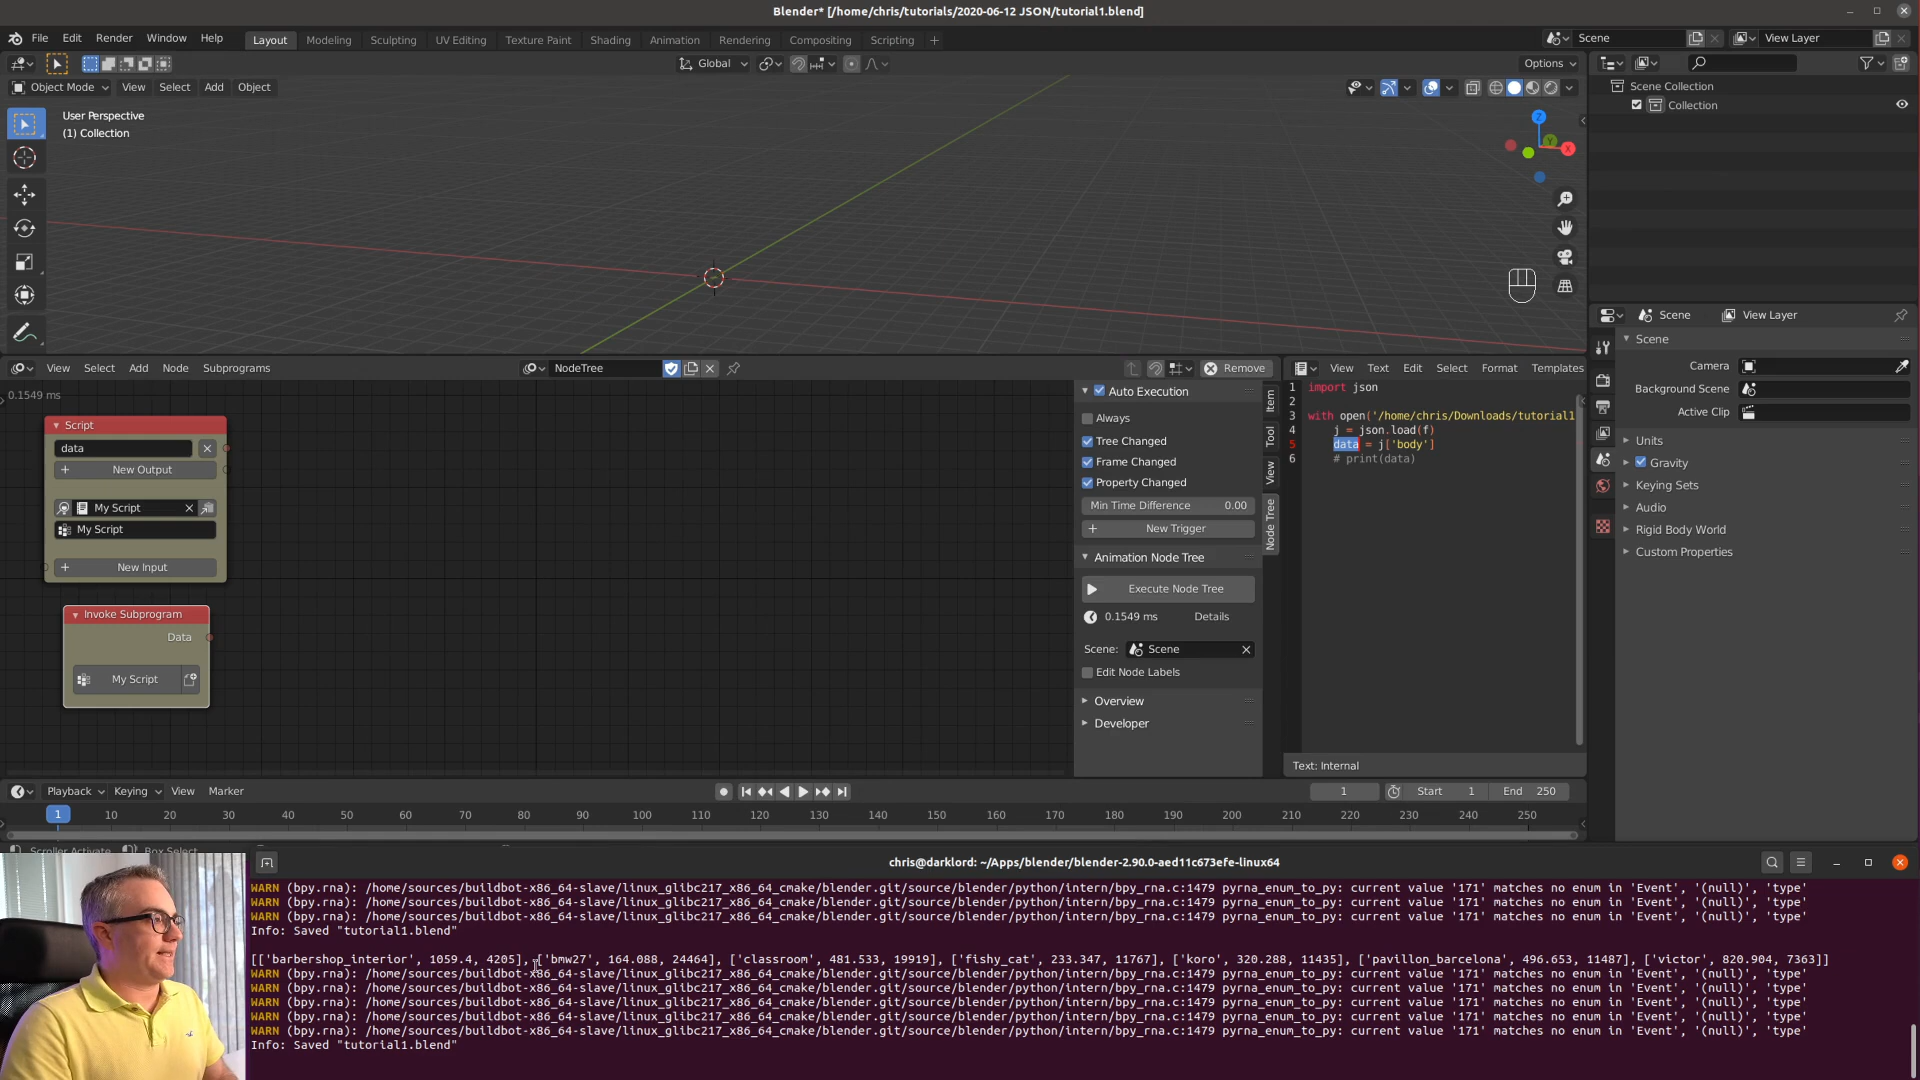 Blender* [/home/chris/tutorials/2020-06-12 JSON/tutorial1.blend]
File Edit Render Window Help Layout Modeling Sculpting UV Editing Texture Paint Shading Animation Rendering Compositing Scripting + Scene View Layer
Global Options
Object Mode View Select Add Object
User Perspective
(1) Collection
Z
Y
X
Scene Collection
Collection
Scene View Layer
Scene
Camera
Background Scene
Active Clip
Units
Gravity
Keying Sets
Audio
Rigid Body World
Custom Properties
View Select Add Node Subprograms NodeTree Remove
0.1549 ms
Script
data
New Output
My Script
My Script
New Input
Invoke Subprogram
Data
My Script
Auto Execution
Always
Tree Changed
Frame Changed
Property Changed
Min Time Difference 0.00
New Trigger
Animation Node Tree
Execute Node Tree
0.1549 ms Details
Scene: Scene
Edit Node Labels
Overview
Developer
Item
Tool
View
Node Tree
View Text Edit Select Format Templates
1 import json
2
3 with open('/home/chris/Downloads/tutorial1
4 j = json.load(f)
5 data = j['body']
6 # print(data)
Text: Internal
Playback Keying View Marker 1 Start 1 End 250
1 10 20 30 40 50 60 70 80 90 100 110 120 130 140 150 160 170 180 190 200 210 220 230 240 250
Scroller Activate Box Select
chris@darklord: ~/Apps/blender/blender-2.90.0-aed11c673efe-linux64
WARN (bpy.rna): /home/sources/buildbot-x86_64-slave/linux_glibc217_x86_64_cmake/blender.git/source/blender/python/intern/bpy_rna.c:1479 pyrna_enum_to_py: current value '171' matches no enum in 'Event', '(null)', 'type'
WARN (bpy.rna): /home/sources/buildbot-x86_64-slave/linux_glibc217_x86_64_cmake/blender.git/source/blender/python/intern/bpy_rna.c:1479 pyrna_enum_to_py: current value '171' matches no enum in 'Event', '(null)', 'type'
WARN (bpy.rna): /home/sources/buildbot-x86_64-slave/linux_glibc217_x86_64_cmake/blender.git/source/blender/python/intern/bpy_rna.c:1479 pyrna_enum_to_py: current value '171' matches no enum in 'Event', '(null)', 'type'
Info: Saved "tutorial1.blend"
[['barbershop_interior', 1059.4, 4205], ['bmw27', 164.088, 24464], ['classroom', 481.533, 19919], ['fishy_cat', 233.347, 11767], ['koro', 320.288, 11435], ['pavillon_barcelona', 496.653, 11487], ['victor', 820.904, 7363]]
WARN (bpy.rna): /home/sources/buildbot-x86_64-slave/linux_glibc217_x86_64_cmake/blender.git/source/blender/python/intern/bpy_rna.c:1479 pyrna_enum_to_py: current value '171' matches no enum in 'Event', '(null)', 'type'
WARN (bpy.rna): /home/sources/buildbot-x86_64-slave/linux_glibc217_x86_64_cmake/blender.git/source/blender/python/intern/bpy_rna.c:1479 pyrna_enum_to_py: current value '171' matches no enum in 'Event', '(null)', 'type'
WARN (bpy.rna): /home/sources/buildbot-x86_64-slave/linux_glibc217_x86_64_cmake/blender.git/source/blender/python/intern/bpy_rna.c:1479 pyrna_enum_to_py: current value '171' matches no enum in 'Event', '(null)', 'type'
WARN (bpy.rna): /home/sources/buildbot-x86_64-slave/linux_glibc217_x86_64_cmake/blender.git/source/blender/python/intern/bpy_rna.c:1479 pyrna_enum_to_py: current value '171' matches no enum in 'Event', '(null)', 'type'
WARN (bpy.rna): /home/sources/buildbot-x86_64-slave/linux_glibc217_x86_64_cmake/blender.git/source/blender/python/intern/bpy_rna.c:1479 pyrna_enum_to_py: current value '171' matches no enum in 'Event', '(null)', 'type'
Info: Saved "tutorial1.blend"